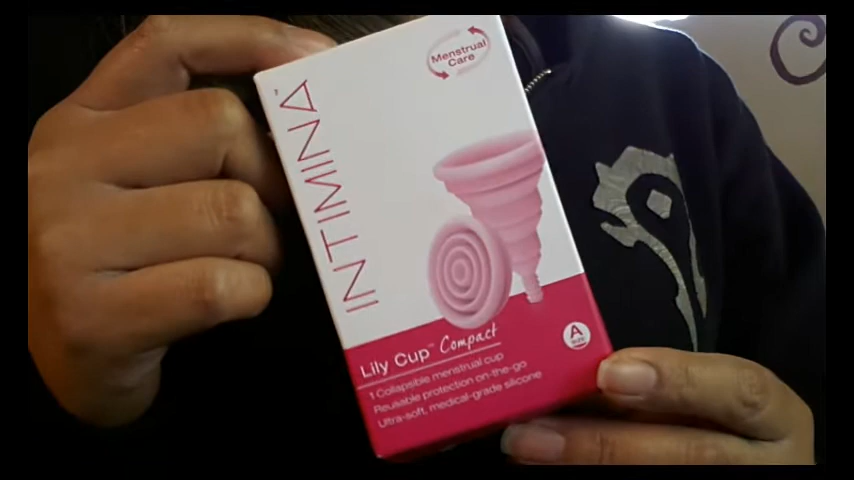 Menstrual
Care
INTIMINA™
Lily Cup™ Compact
1 Collapsible menstrual cup
Reusable protection on-the-go
Ultra-soft, medical-grade silicone
A